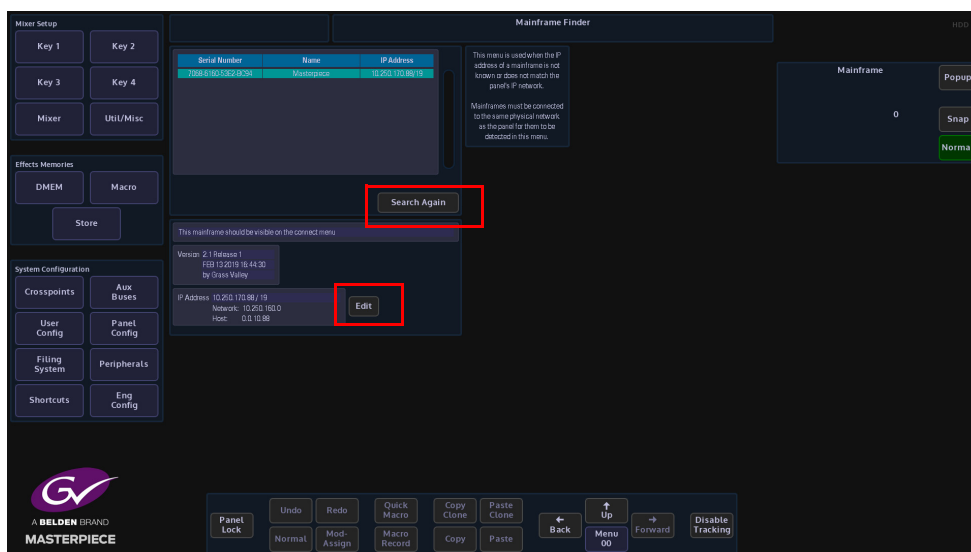 Mixer Setup
Key 1
Key 2
Key 3
Key 4
Mixer
Util/Misc
Effects Memories
DMEM
Macro
Store
System Configuration
Crosspoints
Aux
Buses
User
Config
Panel
Config
Filing
System
Peripherals
Shortcuts
Eng
Config
A BELDEN BRAND
MASTERPIECE
Mainframe Finder
Serial Number Name IP Address
7068-6160-5362-BC94 Masterpiece 10.250.170.88/19
This menu is used when the IP
address of a mainframe is not
known or does not match the
panel's IP network.
Mainframes must be connected
to the same physical network
as the panel for them to be
detected in this menu.
Search Again
This mainframe should be visible on the connect menu
Version 2.1 Release 1
FEB 13 2019 16:44:30
by Grass Valley
IP Address 10.250.170.88 / 19
Network: 10.250.160.0
Host: 0.0.10.88
Edit
HDD
Mainframe
0
Popup
Snap
Norma
Panel
Lock
Undo
Redo
Normal
Mod-
Assign
Quick
Macro
Macro
Record
Copy
Clone
Paste
Clone
Copy
Paste
← Back
↑ Up
Menu
00
→ Forward
Disable
Tracking